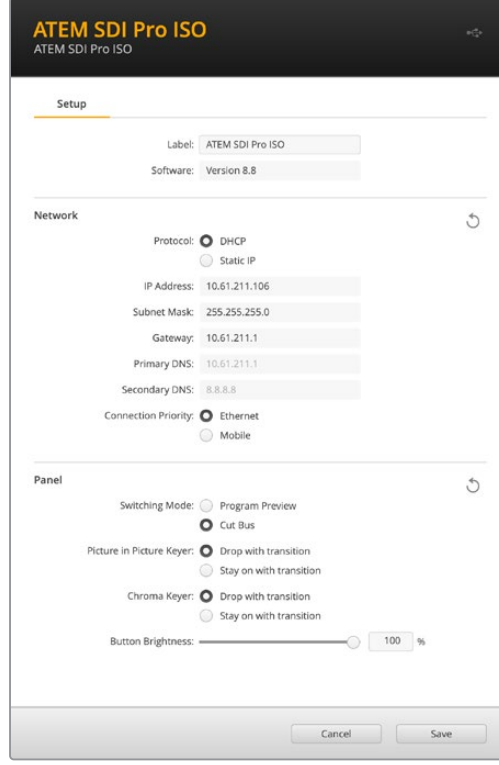 ATEM SDI Pro ISO
ATEM SDI Pro ISO
Setup
Label: ATEM SDI Pro ISO
Software: Version 8.8
Network
Protocol: DHCP
Static IP
IP Address: 10.61.211.106
Subnet Mask: 255.255.255.0
Gateway: 10.61.211.1
Primary DNS: 10.61.211.1
Secondary DNS: 8.8.8.8
Connection Priority: Ethernet
Mobile
Panel
Switching Mode: Program Preview
Cut Bus
Picture in Picture Keyer: Drop with transition
Stay on with transition
Chroma Keyer: Drop with transition
Stay on with transition
Button Brightness: 100 %
Cancel Save